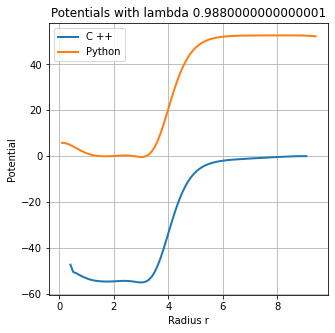 Potentials with lambda 0.9880000000000001
C ++
Python
Potential
40
20
0
−20
−40
−60
0
2
4
6
8
Radius r